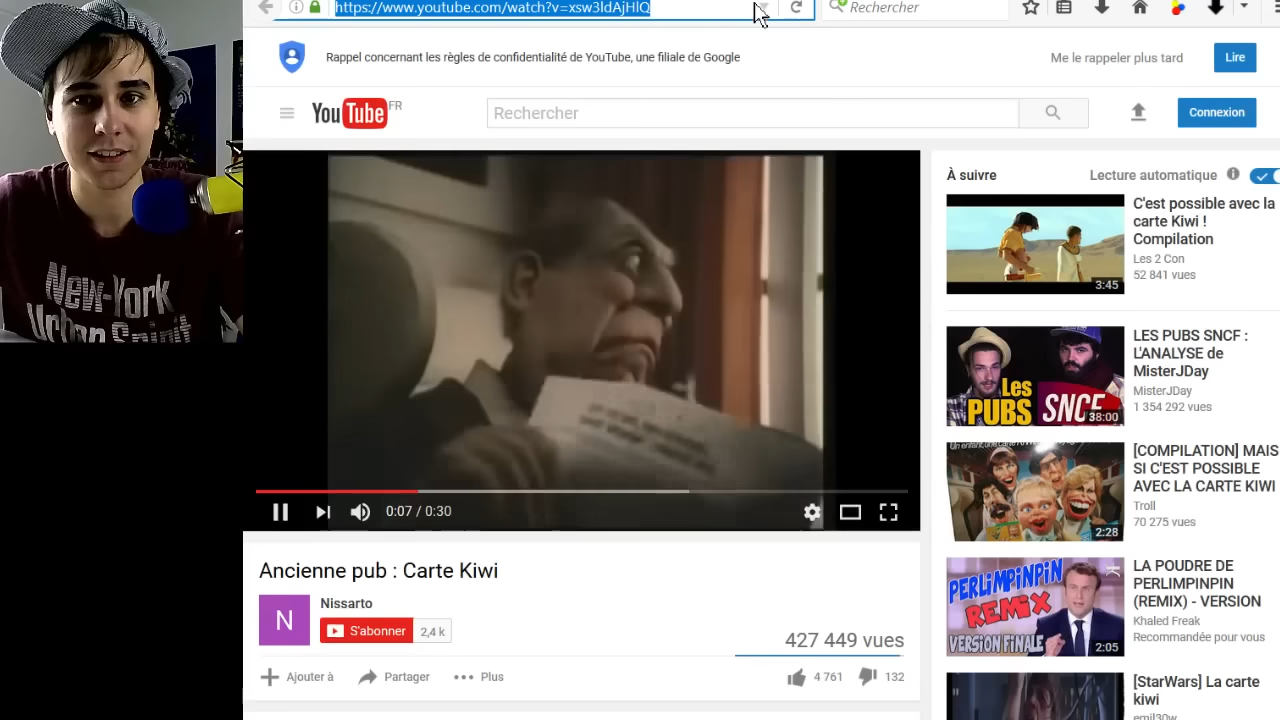 https://www.youtube.com/watch?v=xsw3ldAjHlQ
Rechercher
Rappel concernant les règles de confidentialité de YouTube, une filiale de Google
Me le rappeler plus tard
Lire
YouTube FR
Rechercher
Connexion
New-York
Urban Spirit
0:07 / 0:30
Ancienne pub : Carte Kiwi
N
Nissarto
S'abonner
2,4 k
427 449 vues
Ajouter à
Partager
Plus
4 761
132
À suivre
Lecture automatique
C'est possible avec la
carte Kiwi !
Compilation
Les 2 Con
52 841 vues
3:45
LES PUBS SNCF :
L'ANALYSE de
MisterJDay
MisterJDay
1 354 292 vues
Les
PUBS
SNCF
38:00
[COMPILATION] MAIS
SI C'EST POSSIBLE
AVEC LA CARTE KIWI
Troll
70 275 vues
2:28
LA POUDRE DE
PERLIMPINPIN
(REMIX) - VERSION
Khaled Freak
Recommandée pour vous
PERLIMPINPIN
REMIX
VERSION FINALE
2:05
[StarWars] La carte
kiwi
emil30w